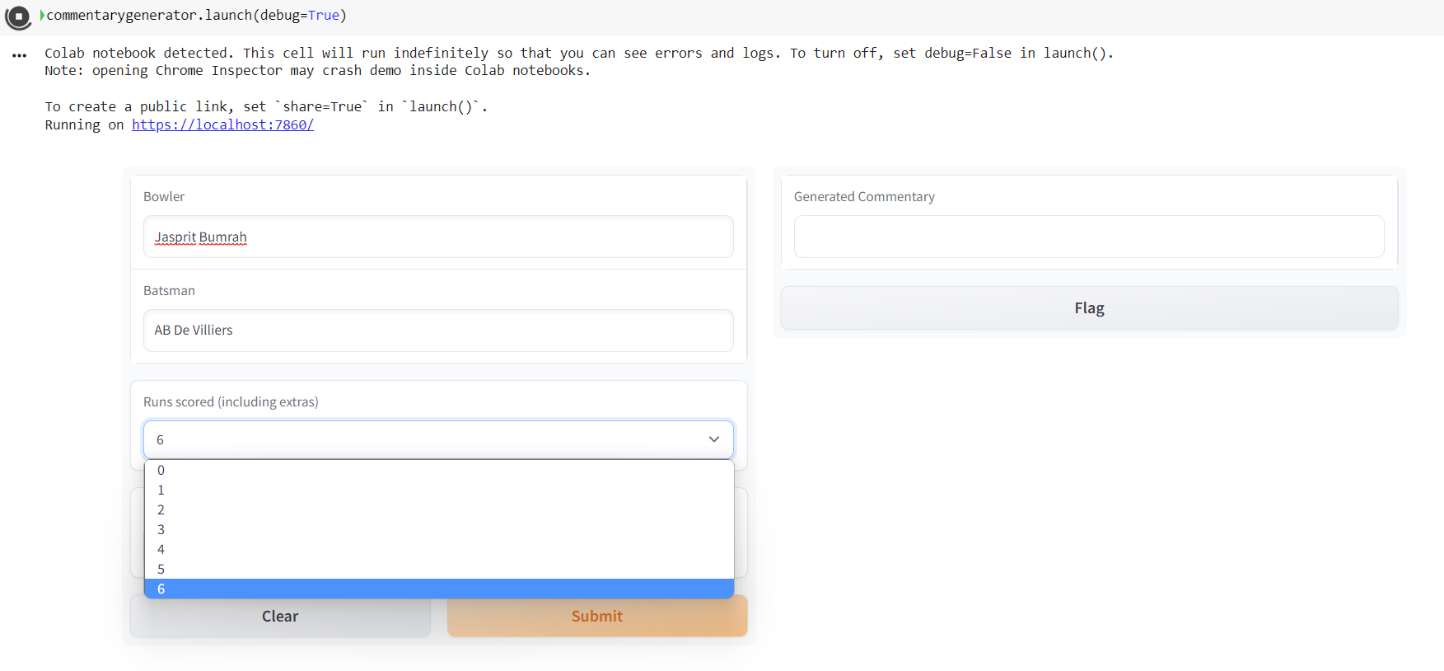 commentarygenerator.launch(debug=True)
Colab notebook detected. This cell will run indefinitely so that you can see errors and logs. To turn off, set debug=False in launch().
Note: opening Chrome Inspector may crash demo inside Colab notebooks.
To create a public link, set `share=True` in `launch()`.
Running on https://localhost:7860/
Bowler
Jasprit Bumrah
Batsman
AB De Villiers
Runs scored (including extras)
6
0
1
2
3
4
5
6
Clear
Submit
Generated Commentary
Flag